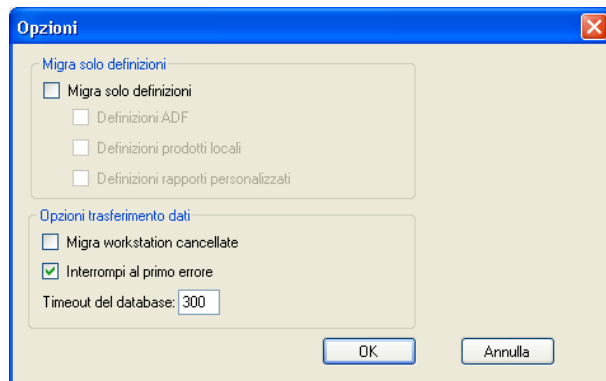 Opzioni
Migra solo definizioni
Migra solo definizioni
Definizioni ADF
Definizioni prodotti locali
Definizioni rapporti personalizzati
Opzioni trasferimento dati
Migra workstation cancellate
Interrompi al primo errore
Timeout del database: 300
OK Annulla